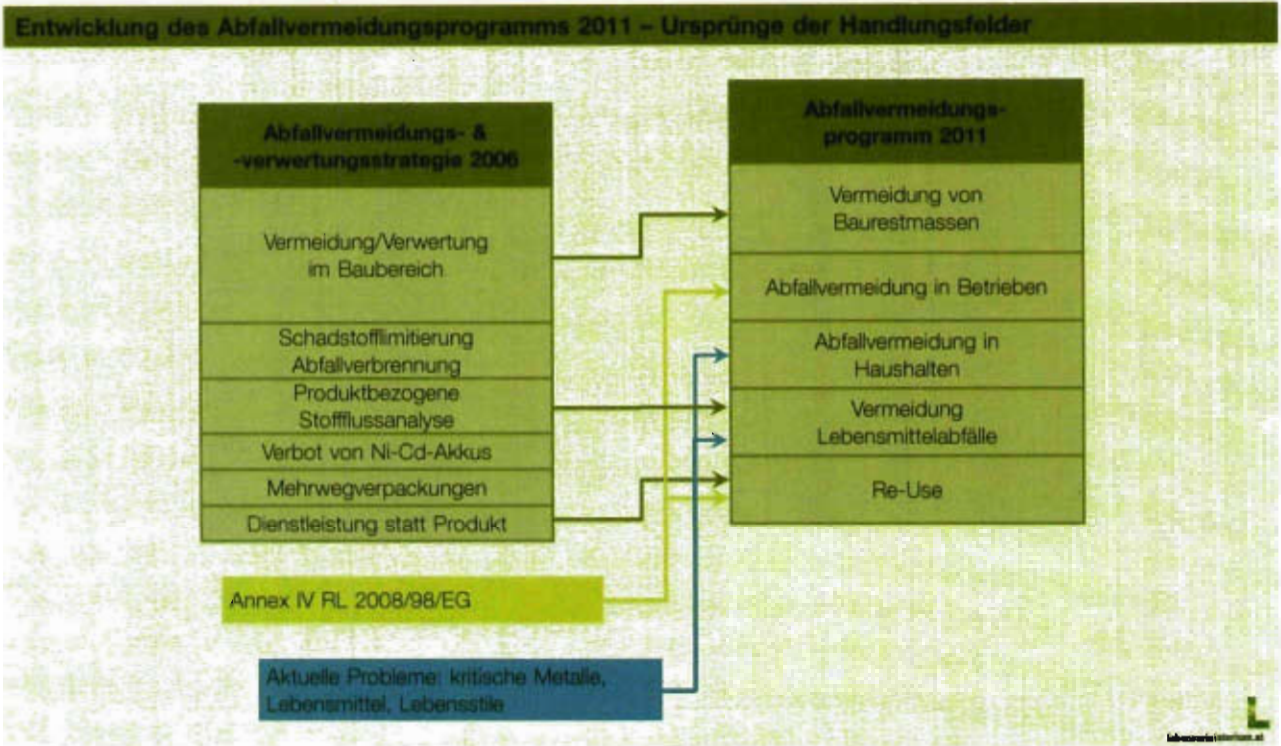 Entwicklung des Abfallvermeidungsprogramms 2011 – Ursprünge der Handlungsfelder
Abfallvermeidungs- &
-verwertungsstrategie 2006
Vermeidung/Verwertung
im Baubereich
Schadstofflimitierung
Abfallverbrennung
Produktbezogene
Stoffflussanalyse
Verbot von Ni-Cd-Akkus
Mehrwegverpackungen
Dienstleistung statt Produkt
Abfallvermeidungs-
programm 2011
Vermeidung von
Baurestmassen
Abfallvermeidung in Betrieben
Abfallvermeidung in
Haushalten
Vermeidung
Lebensmittelabfälle
Re-Use
Annex IV RL 2008/98/EG
Aktuelle Probleme: kritische Metalle,
Lebensmittel, Lebensstile
L
lebensministerium.at